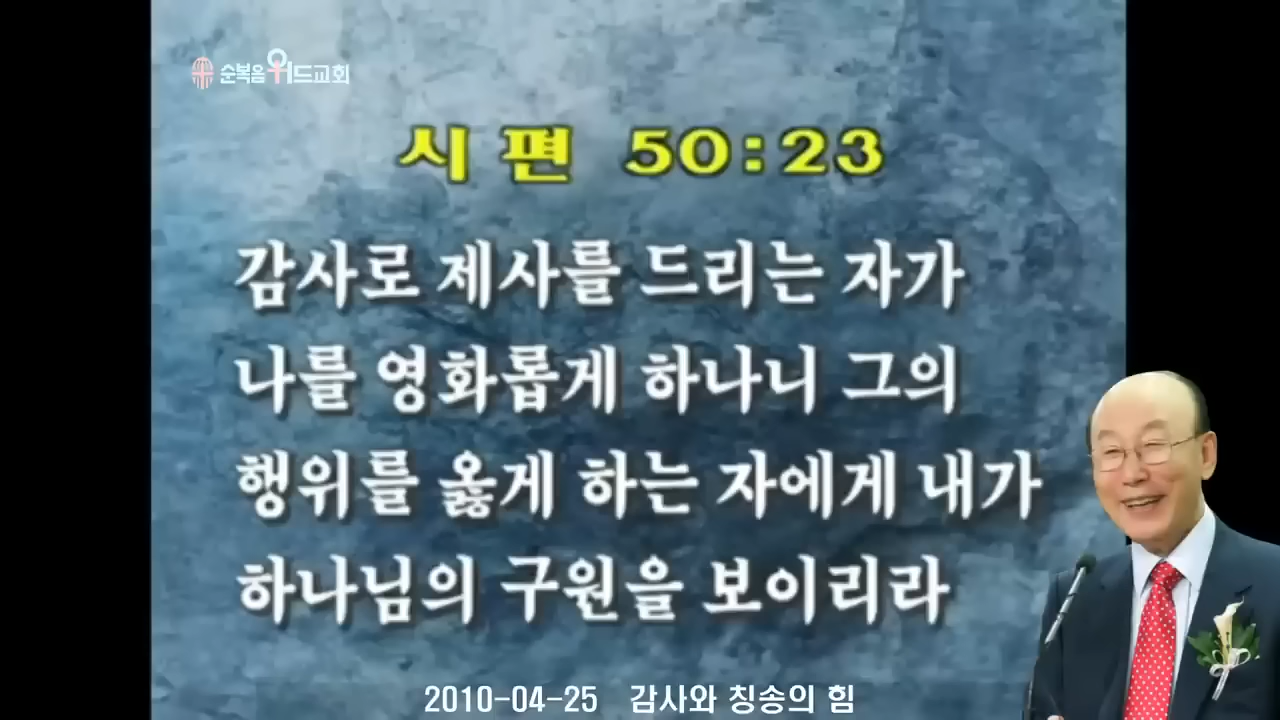 순복음워드교회
시편 50:23
감사로 제사를 드리는 자가
나를 영화롭게 하나니 그의
행위를 옳게 하는 자에게 내가
하나님의 구원을 보이리라
2010-04-25 감사와 칭송의 힘